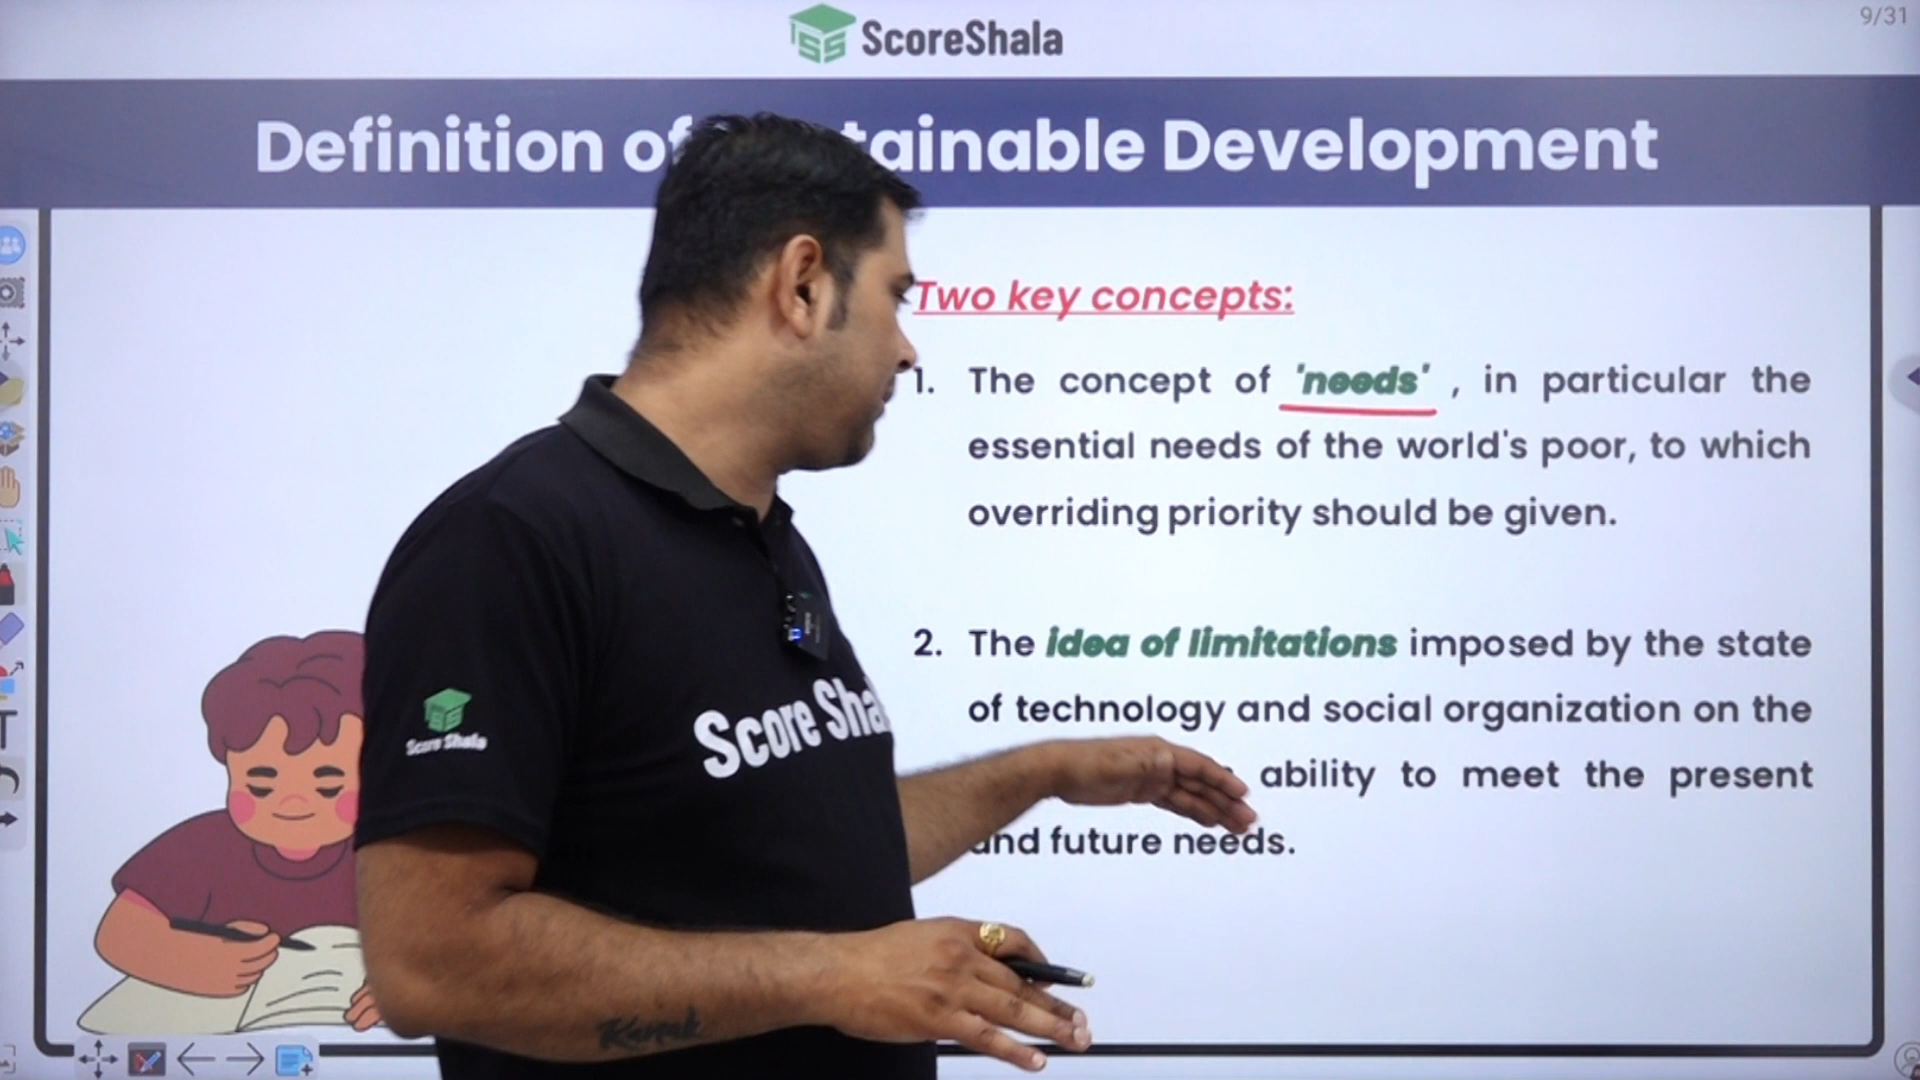 9/31
ScoreShala
Definition of tainable Development
Two key concepts:
1. The concept of 'needs' , in particular the
essential needs of the world's poor, to which
overriding priority should be given.
2. The idea of limitations imposed by the state
of technology and social organization on the
ability to meet the present
and future needs.
Score Shala
Score Sha